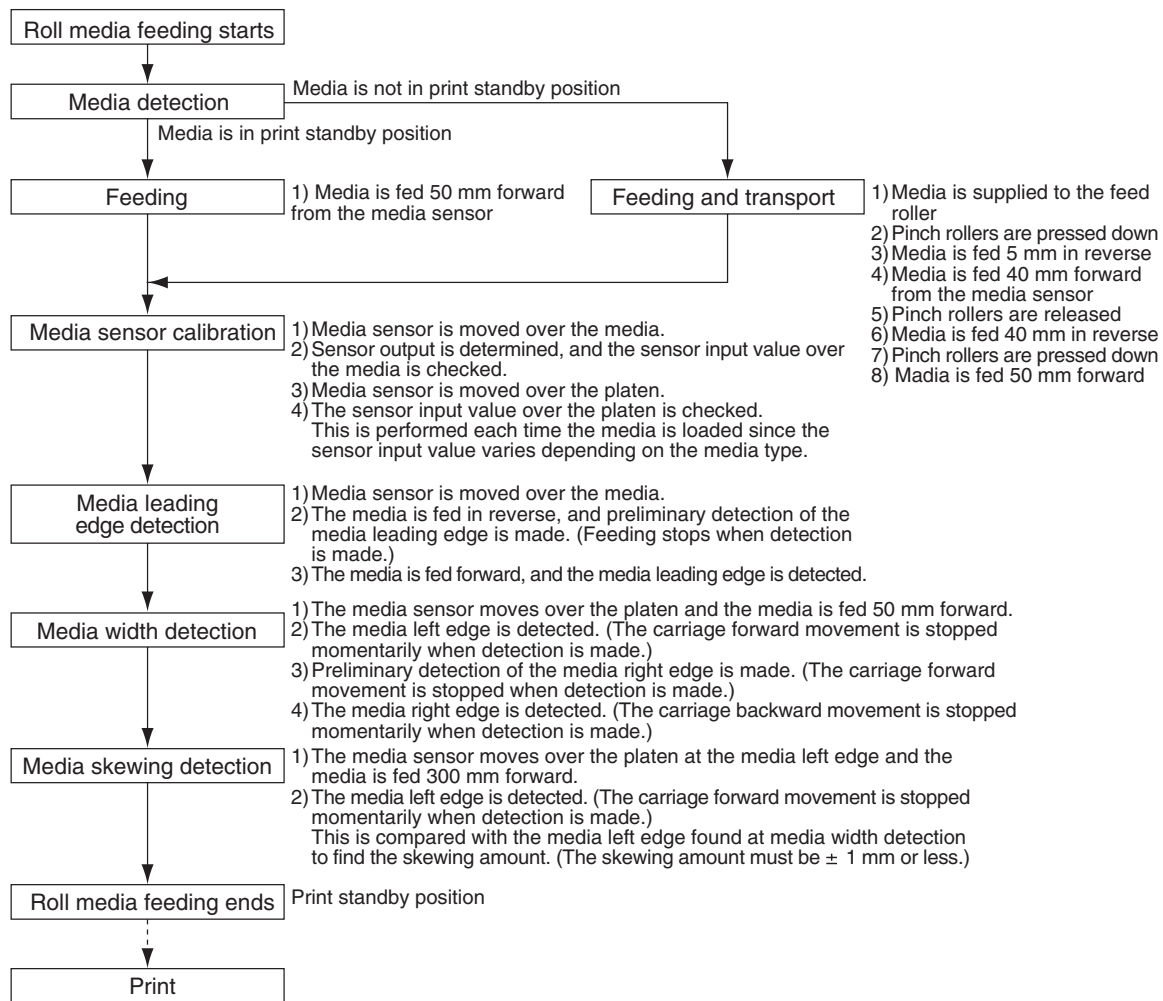 Roll media feeding starts
Media detection
Media is not in print standby position
Media is in print standby position
Feeding
1) Media is fed 50 mm forward
from the media sensor
Feeding and transport
1) Media is supplied to the feed
roller
2) Pinch rollers are pressed down
3) Media is fed 5 mm in reverse
4) Media is fed 40 mm forward
from the media sensor
5) Pinch rollers are released
6) Media is fed 40 mm in reverse
7) Pinch rollers are pressed down
8) Madia is fed 50 mm forward
Media sensor calibration
1) Media sensor is moved over the media.
2) Sensor output is determined, and the sensor input value over
the media is checked.
3) Media sensor is moved over the platen.
4) The sensor input value over the platen is checked.
This is performed each time the media is loaded since the
sensor input value varies depending on the media type.
Media leading
edge detection
1) Media sensor is moved over the media.
2) The media is fed in reverse, and preliminary detection of the
media leading edge is made. (Feeding stops when detection
is made.)
3) The media is fed forward, and the media leading edge is detected.
Media width detection
1) The media sensor moves over the platen and the media is fed 50 mm forward.
2) The media left edge is detected. (The carriage forward movement is stopped
momentarily when detection is made.)
3) Preliminary detection of the media right edge is made. (The carriage forward
movement is stopped when detection is made.)
4) The media right edge is detected. (The carriage backward movement is stopped
momentarily when detection is made.)
Media skewing detection
1) The media sensor moves over the platen at the media left edge and the
media is fed 300 mm forward.
2) The media left edge is detected. (The carriage forward movement is stopped
momentarily when detection is made.)
This is compared with the media left edge found at media width detection
to find the skewing amount. (The skewing amount must be ± 1 mm or less.)
Roll media feeding ends
Print standby position
Print